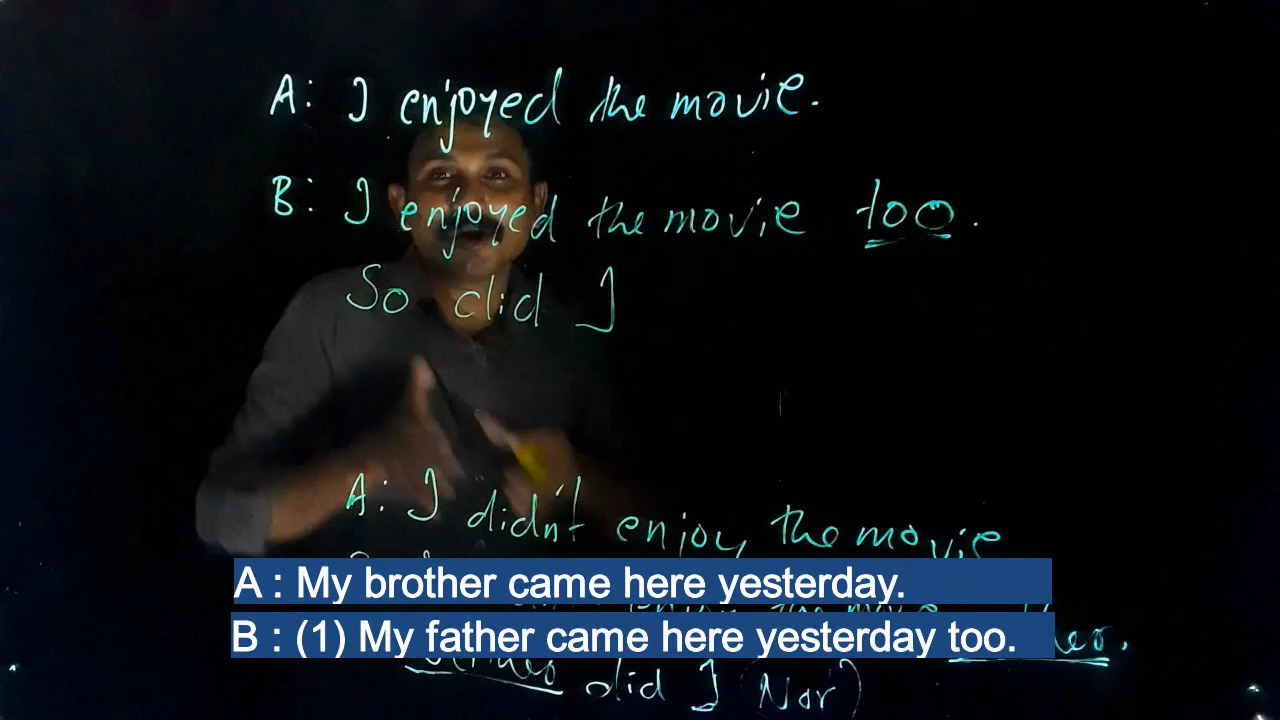 A: I enjoyed the movie.
B: I enjoyed the movie too.
So did I
A: I didn't enjoy the movie
A : My brother came here yesterday.
B : (1) My father came here yesterday too.
did I (Nor)